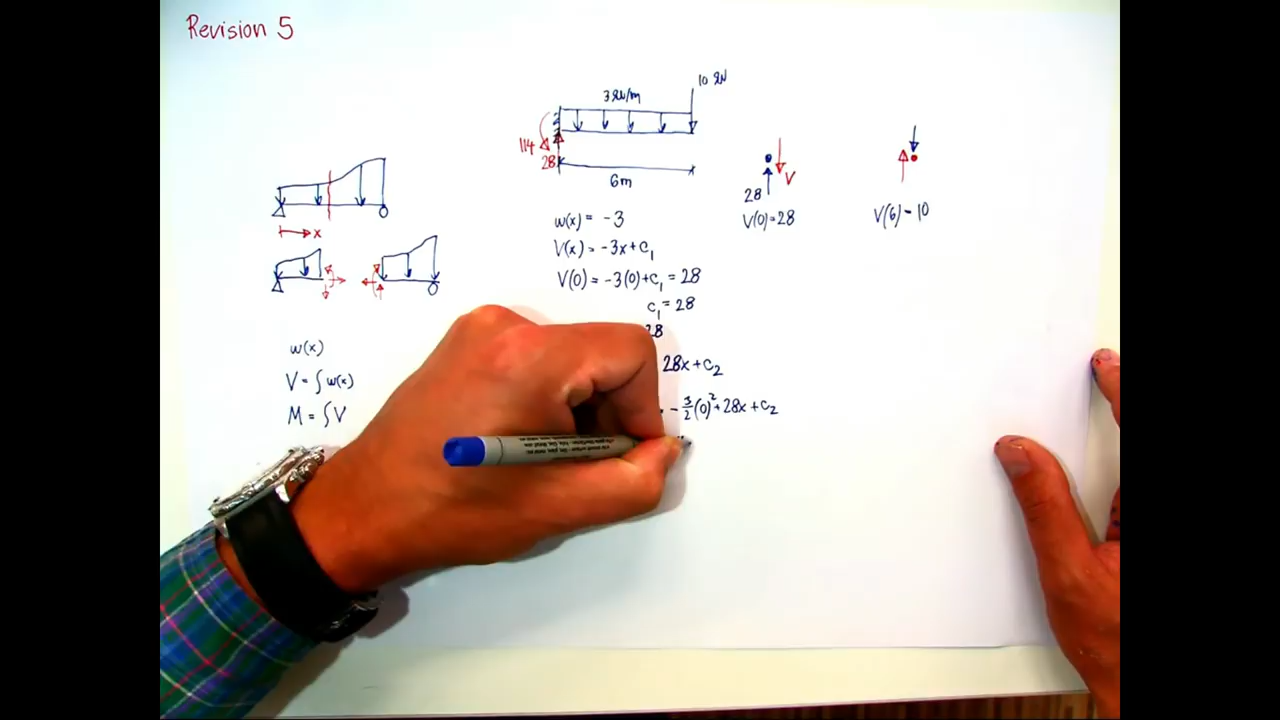 Revision 5
10 kN
3 kN/m
114
28
6m
w(x) = -3
V(x) = -3x + c₁
V(0) = -3(0) + c₁ = 28
c₁ = 28
28
28x + c₂
- 3/2 (0)² + 28x + c₂
V
28
V(0) = 28
V(6) = 10
x
w(x)
V = ∫ w(x)
M = ∫ V